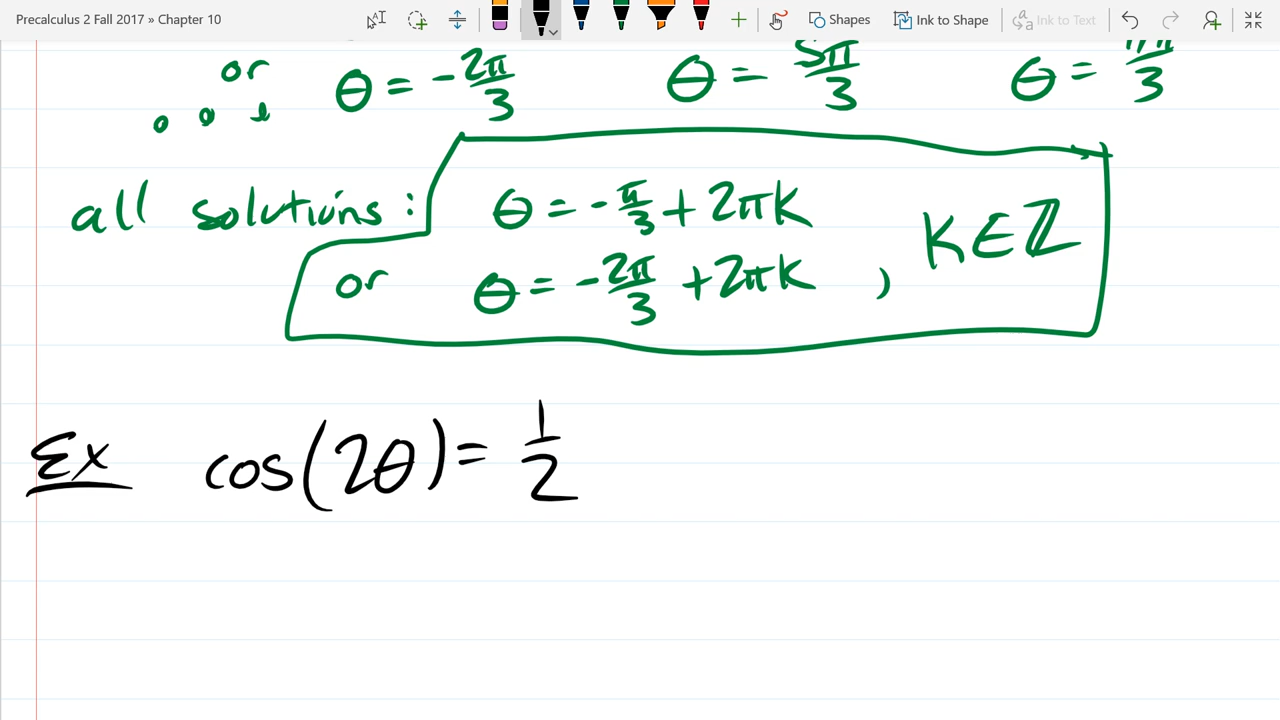 Precalculus 2 Fall 2017 » Chapter 10 Shapes Ink to Shape Ink to Text
or θ = -2π/3 θ = 5π/3 θ = π/3
all solutions: θ = -π/3 + 2πK
or θ = -2π/3 + 2πK , K∈ℤ
Ex cos(2θ) = 1/2